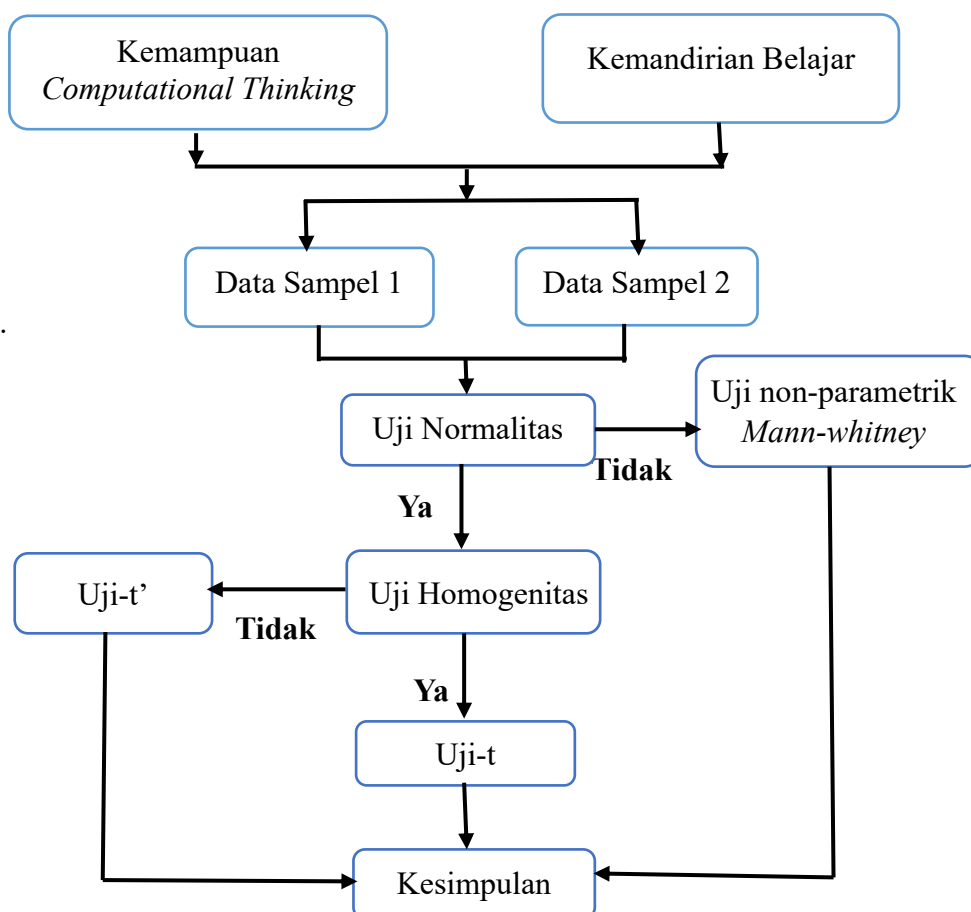 Kemampuan
Computational Thinking
Kemandirian Belajar
Data Sampel 1
Data Sampel 2
.
Uji Normalitas
Uji non-parametrik
Mann-whitney
Tidak
Ya
Uji-t’
Uji Homogenitas
Tidak
Ya
Uji-t
Kesimpulan